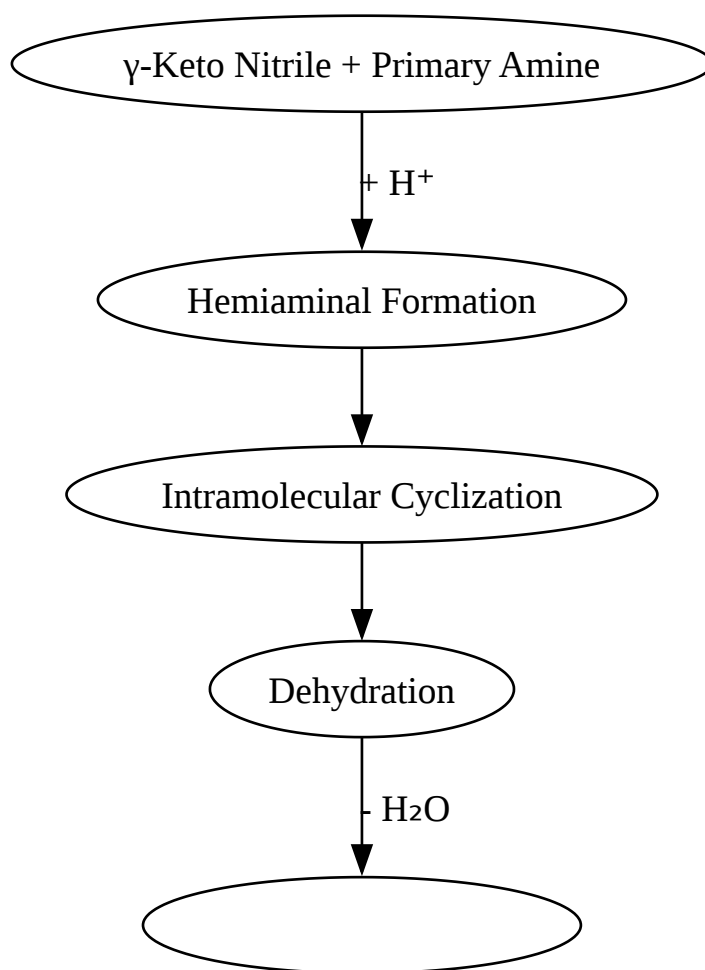 γ-Keto Nitrile + Primary Amine
+ H⁺
Hemiaminal Formation
Intramolecular Cyclization
Dehydration
- H₂O